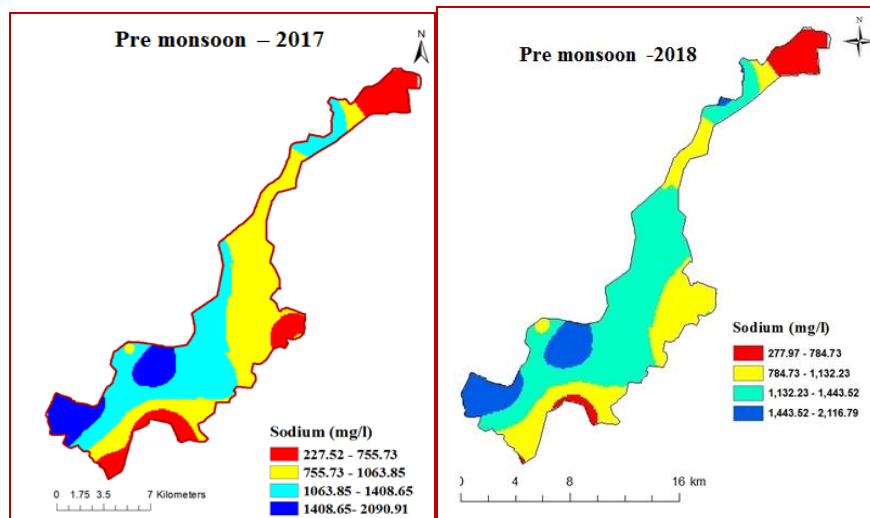 Pre monsoon – 2017
N
Sodium (mg/l)
227.52 - 755.73
755.73 - 1063.85
1063.85 - 1408.65
1408.65- 2090.91
0 1.75 3.5 7 Kilometers
Pre monsoon -2018
N
Sodium (mg/l)
277.97 - 784.73
784.73 - 1,132.23
1,132.23 - 1,443.52
1,443.52 - 2,116.79
0 4 8 16 km